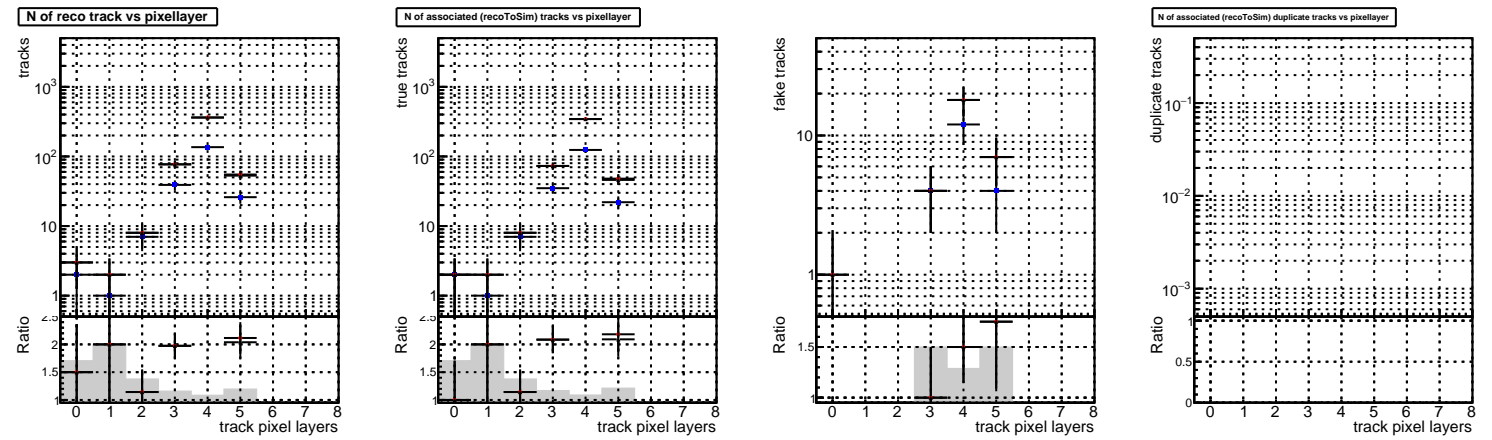 N of reco track vs pixellayer
tracks
10³
10²
10
1
Ratio
2.5
2
1.5
1
0 1 2 3 4 5 6 7 8
track pixel layers
N of associated (recoToSim) tracks vs pixellayer
true tracks
10³
10²
10
1
Ratio
2.5
2
1.5
1
0 1 2 3 4 5 6 7 8
track pixel layers
fake tracks
10
1
Ratio
1.5
1
0 1 2 3 4 5 6 7 8
track pixel layers
N of associated (recoToSim) duplicate tracks vs pixellayer
duplicate tracks
10⁻¹
10⁻²
10⁻³
Ratio
1
0.5
0
0 1 2 3 4 5 6 7 8
track pixel layers